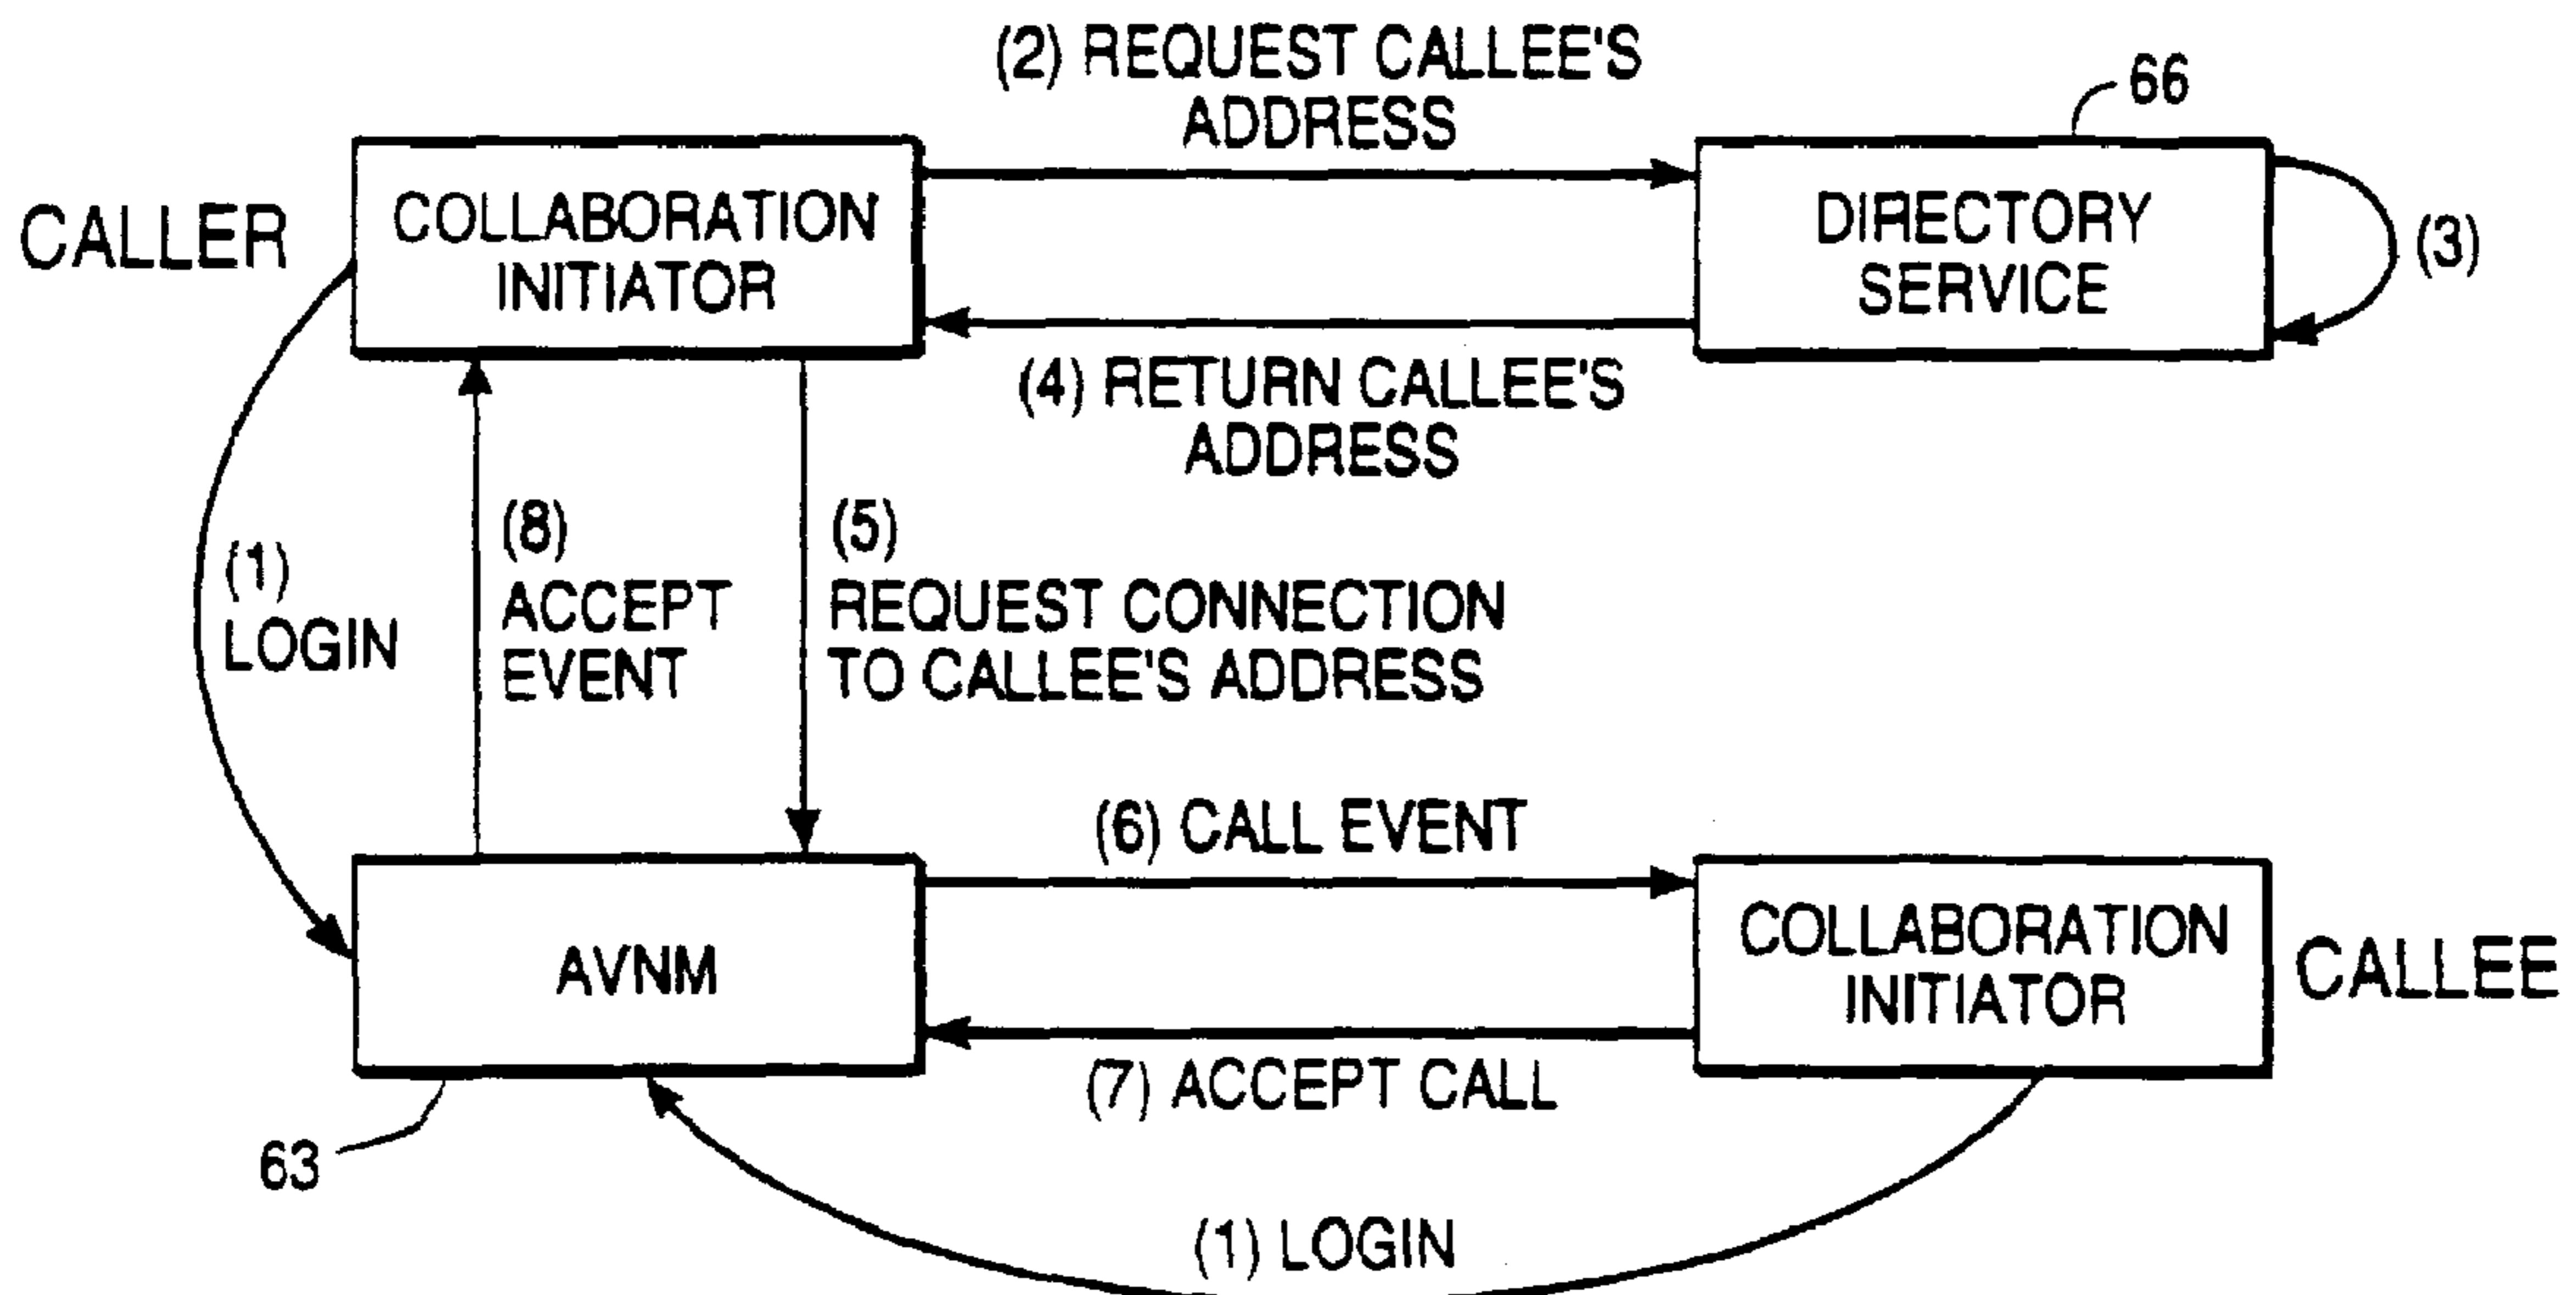 (2) REQUEST CALLEE'S
ADDRESS
66
CALLER
COLLABORATION
INITIATOR
DIRECTORY
SERVICE
(3)
(4) RETURN CALLEE'S
ADDRESS
(1)
LOGIN
(8)
ACCEPT
EVENT
(5)
REQUEST CONNECTION
TO CALLEE'S ADDRESS
(6) CALL EVENT
AVNM
COLLABORATION
INITIATOR
CALLEE
(7) ACCEPT CALL
63
(1) LOGIN